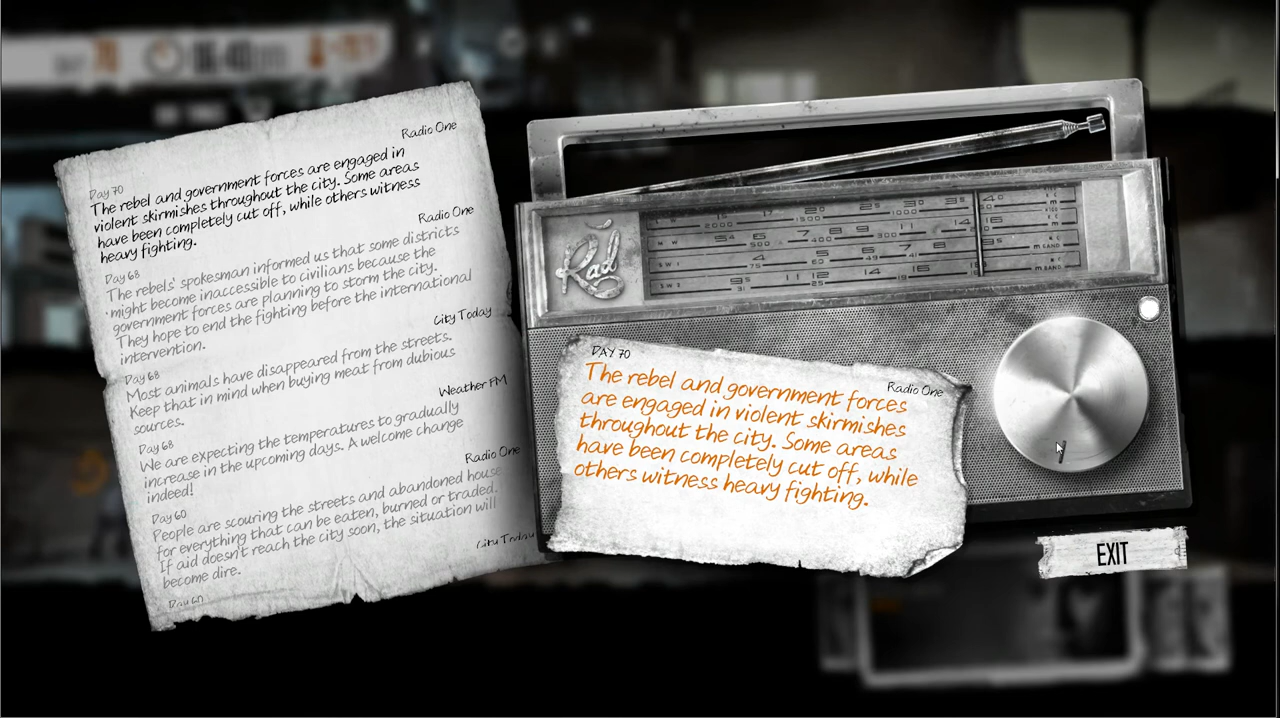 Radio One
Day 70
The rebel and government forces are engaged in
violent skirmishes throughout the city. Some areas
have been completely cut off, while others witness
heavy fighting.
Radio One
Day 68
The rebels' spokesman informed us that some districts
might become inaccessible to civilians because the
government forces are planning to storm the city.
They hope to end the fighting before the international
intervention.
City Today
Day 68
Most animals have disappeared from the streets.
Keep that in mind when buying meat from dubious
sources.
Weather FM
Day 68
We are expecting the temperatures to gradually
increase in the upcoming days. A welcome change
indeed!
Radio One
Day 60
People are scouring the streets and abandoned house
for everything that can be eaten, burned or traded.
If aid doesn't reach the city soon, the situation will
become dire.
City Today
Day 60
Rad
DAY 70
Radio One
The rebel and government forces
are engaged in violent skirmishes
throughout the city. Some areas
have been completely cut off, while
others witness heavy fighting.
EXIT